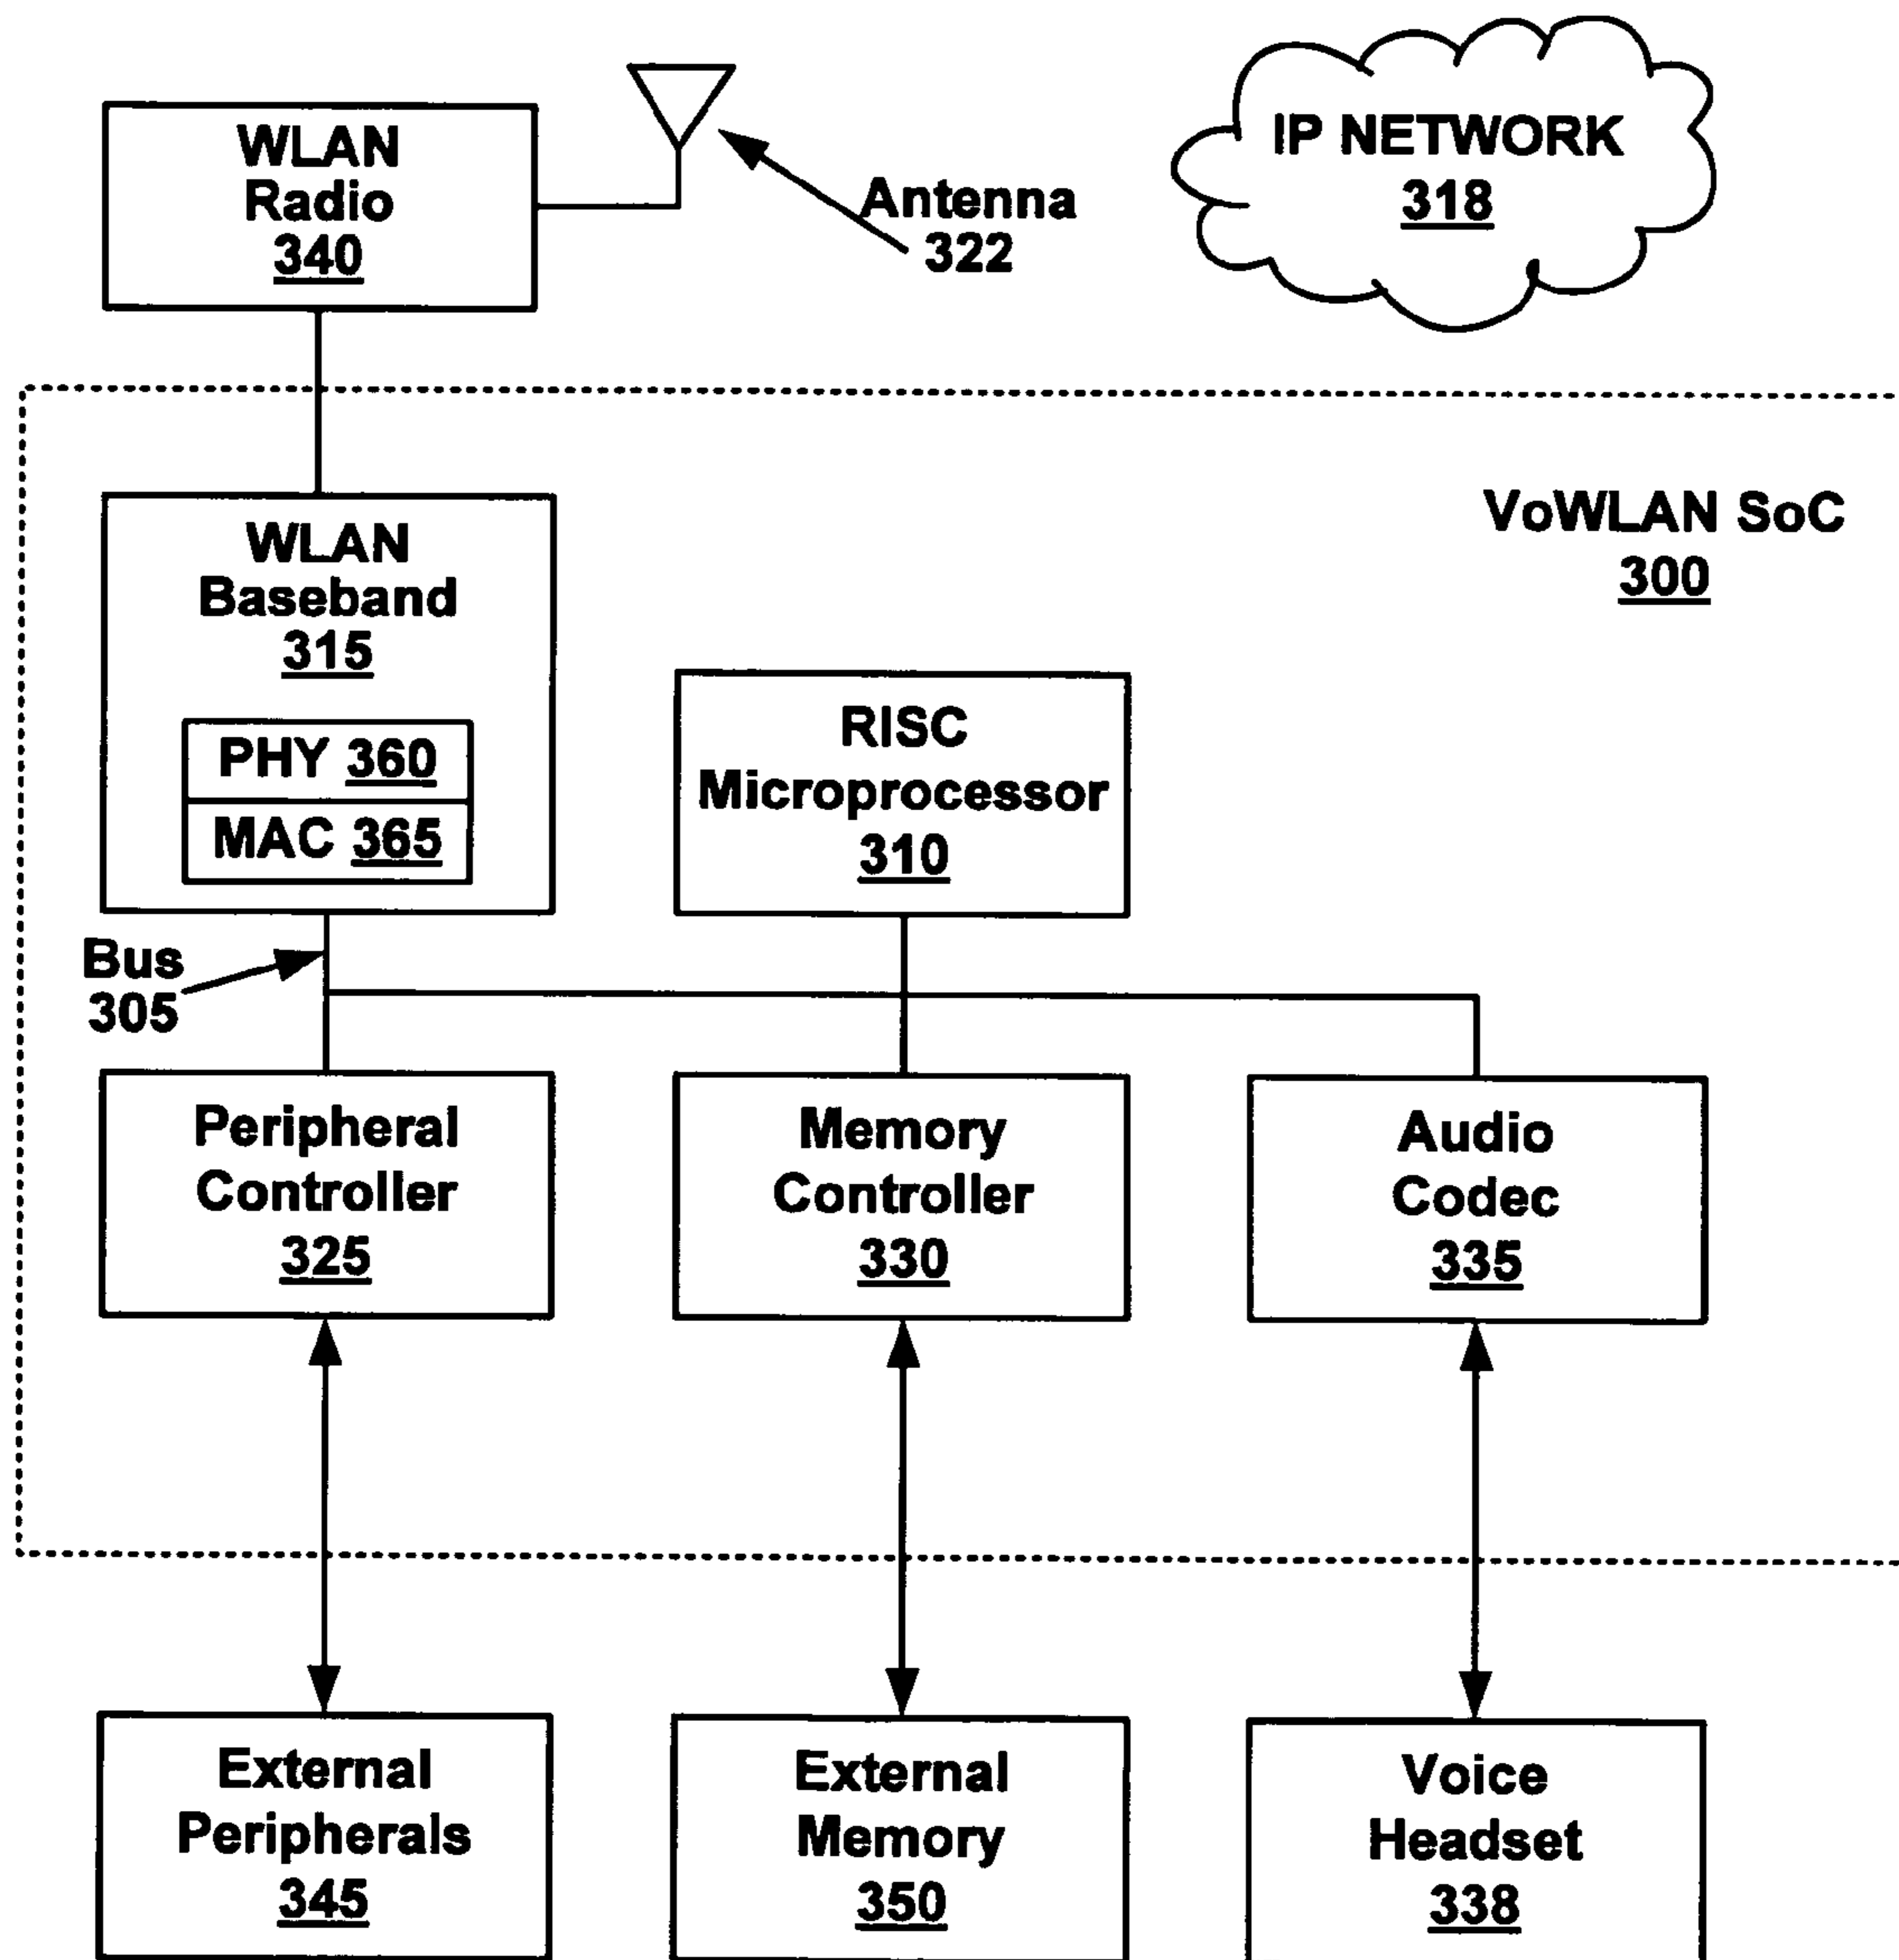 WLAN
Radio
340
Antenna
322
IP NETWORK
318
VoWLAN SoC
300
WLAN
Baseband
315
PHY 360
MAC 365
RISC
Microprocessor
310
Bus
305
Peripheral
Controller
325
Memory
Controller
330
Audio
Codec
335
External
Peripherals
345
External
Memory
350
Voice
Headset
338